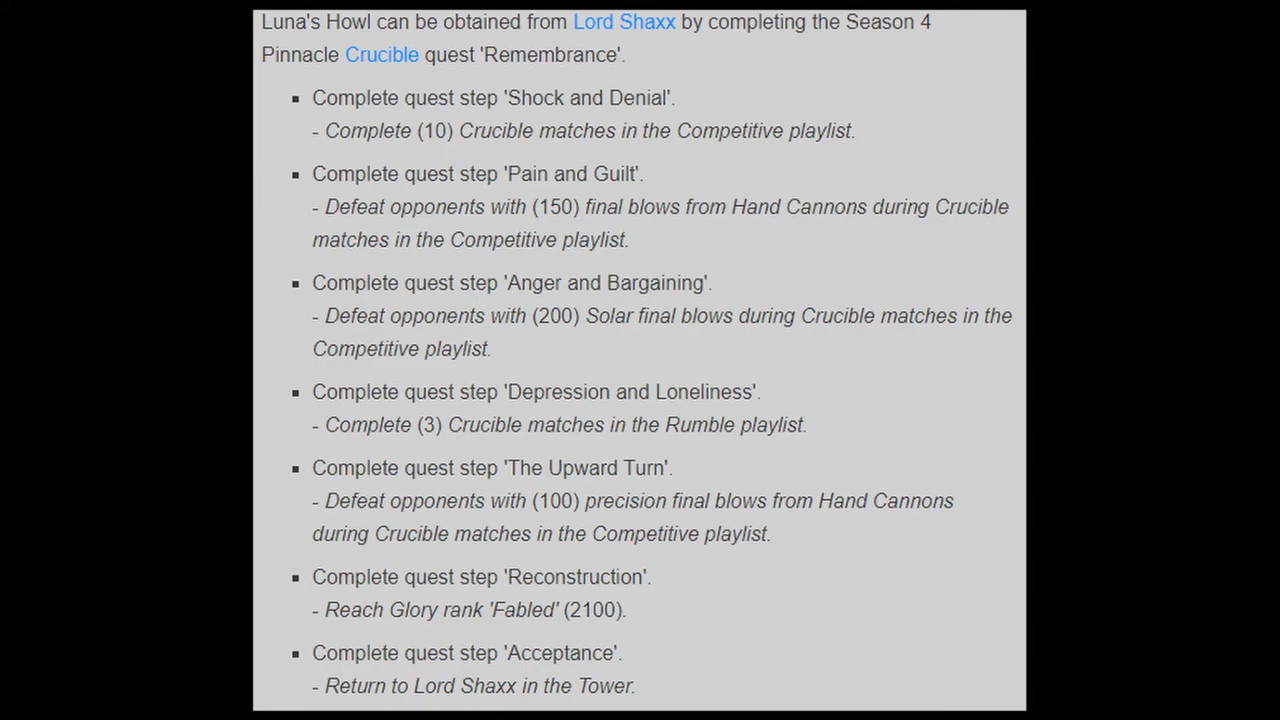 Luna's Howl can be obtained from Lord Shaxx by completing the Season 4
Pinnacle Crucible quest 'Remembrance'.
▪ Complete quest step 'Shock and Denial'.
- Complete (10) Crucible matches in the Competitive playlist.
▪ Complete quest step 'Pain and Guilt'.
- Defeat opponents with (150) final blows from Hand Cannons during Crucible
matches in the Competitive playlist.
▪ Complete quest step 'Anger and Bargaining'.
- Defeat opponents with (200) Solar final blows during Crucible matches in the
Competitive playlist.
▪ Complete quest step 'Depression and Loneliness'.
- Complete (3) Crucible matches in the Rumble playlist.
▪ Complete quest step 'The Upward Turn'.
- Defeat opponents with (100) precision final blows from Hand Cannons
during Crucible matches in the Competitive playlist.
▪ Complete quest step 'Reconstruction'.
- Reach Glory rank 'Fabled' (2100).
▪ Complete quest step 'Acceptance'.
- Return to Lord Shaxx in the Tower.